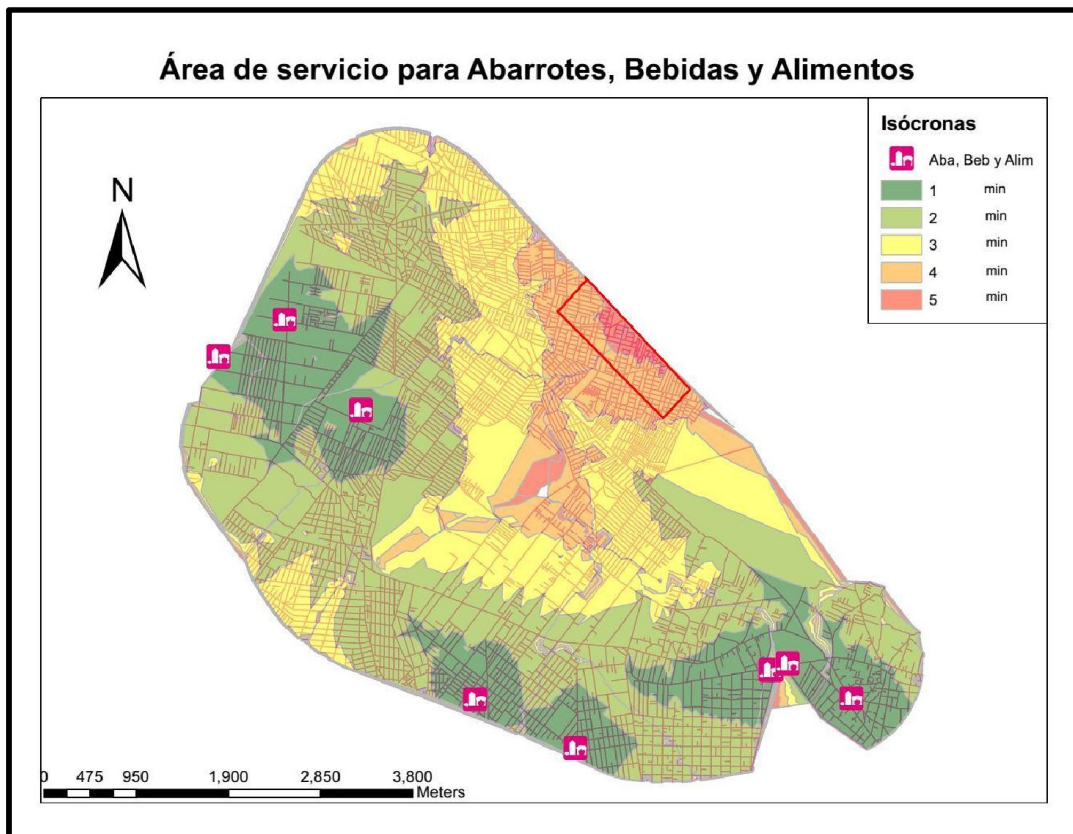 Área de servicio para Abarrotes, Bebidas y Alimentos
Isócronas
Aba, Beb y Alim
1 min
2 min
3 min
4 min
5 min
N
0 475 950 1,900 2,850 3,800
Meters